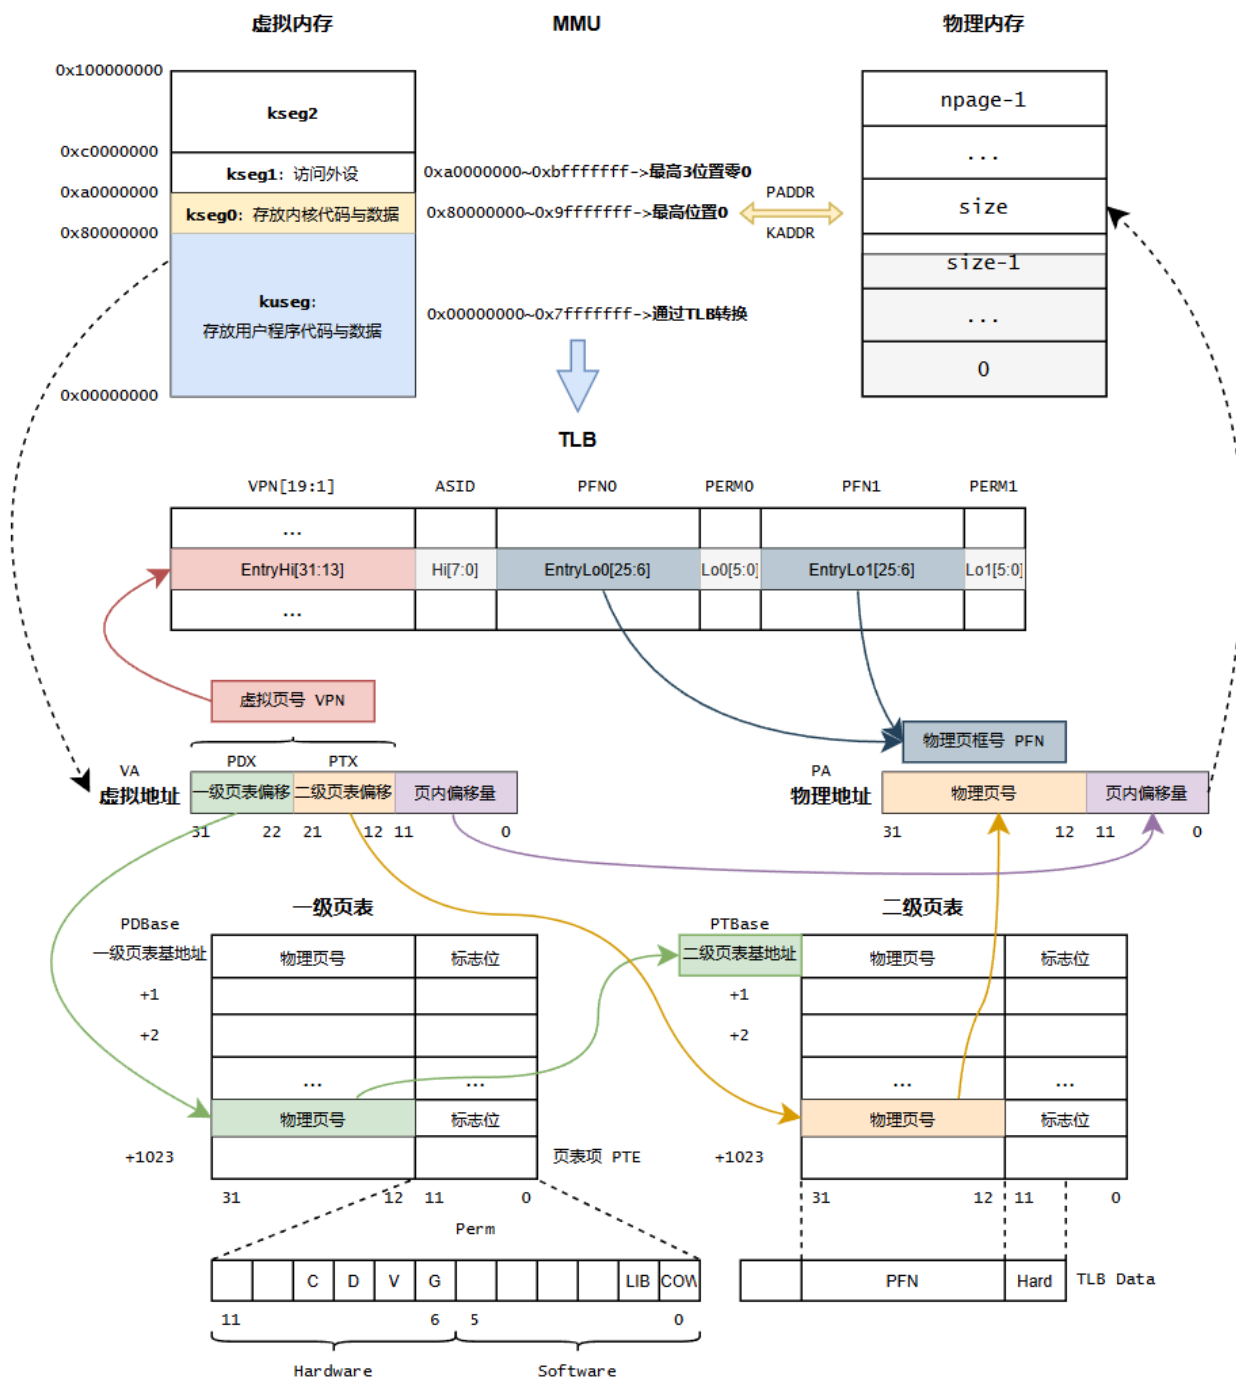 虚拟内存
MMU
物理内存
0x100000000
kseg2
npage-1
0xc0000000
...
kseg1: 访问外设
0xa0000000~0xbfffffff->最高3位置零0
0xa0000000
PADDR
kseg0: 存放内核代码与数据
0x80000000~0x9fffffff->最高位置0
size
0x80000000
KADDR
size-1
kuseg:
存放用户程序代码与数据
0x00000000~0x7fffffff->通过TLB转换
...
0
0x00000000
TLB
VPN[19:1]
ASID
PFN0
PERM0
PFN1
PERM1
...
EntryHi[31:13]
Hi[7:0]
EntryLo0[25:6]
Lo0[5:0]
EntryLo1[25:6]
Lo1[5:0]
...
虚拟页号 VPN
物理页框号 PFN
VA
PDX
PTX
PA
虚拟地址
一级页表偏移
二级页表偏移
页内偏移量
物理地址
物理页号
页内偏移量
31
22
21
12
11
0
31
12
11
0
一级页表
二级页表
PDBase
PTBase
一级页表基地址
物理页号
标志位
二级页表基地址
物理页号
标志位
+1
+1
+2
+2
...
...
...
...
物理页号
标志位
物理页号
标志位
+1023
页表项 PTE
+1023
31
12
11
0
31
12
11
0
Perm
C
D
V
G
LIB
COW
PFN
Hard
TLB Data
11
6
5
0
Hardware
Software